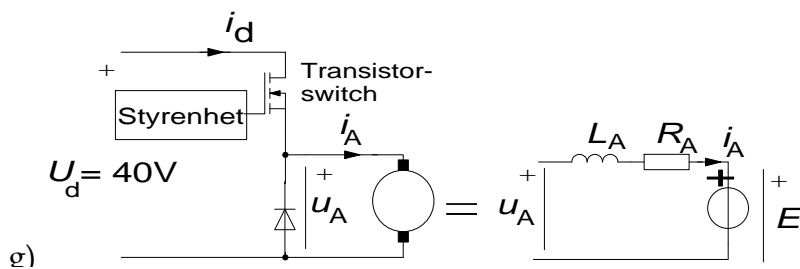 i_d
+
Transistor-
switch
Styrenhet
i_A
L_A R_A i_A
U_d = 40V
+
u_A
=
u_A
+
+
E
g)